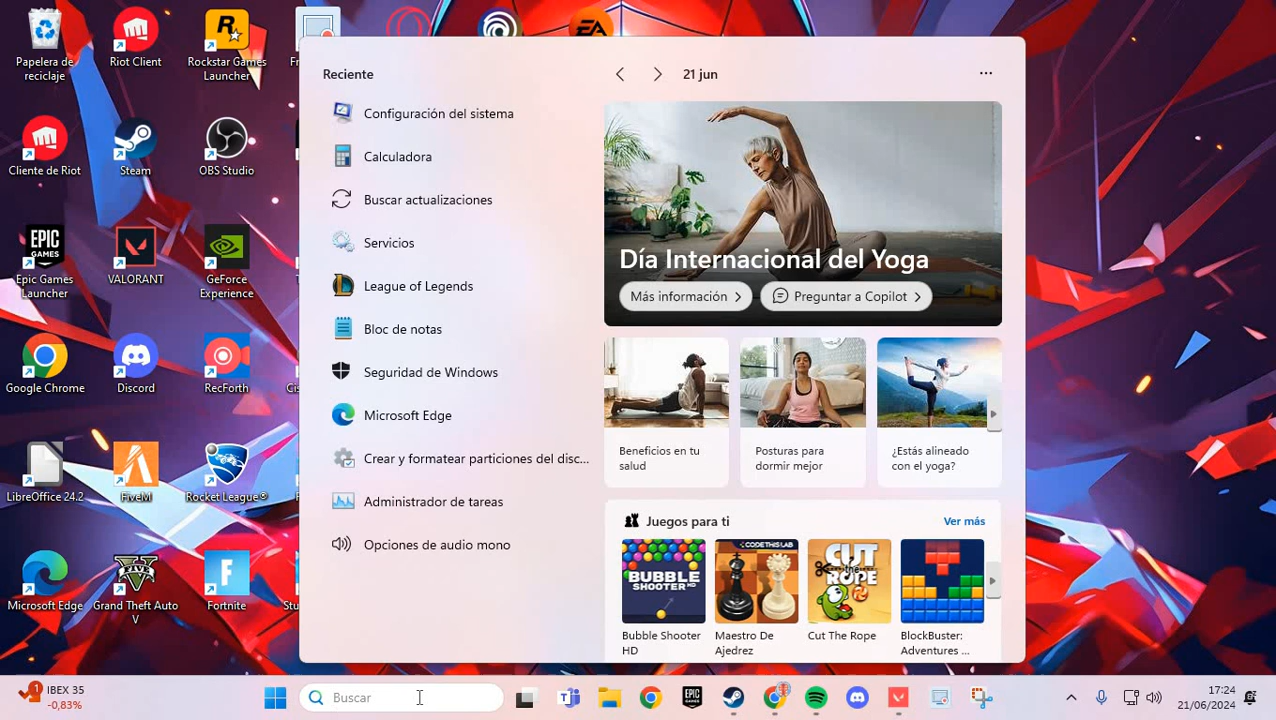 Papelera de
reciclaje
Riot Client
Rockstar Games
Launcher
EA
Cliente de Riot
Steam
OBS Studio
EPIC
GAMES
Epic Games
Launcher
VALORANT
GeForce
Experience
Google Chrome
Discord
RecForth
LibreOffice 24.2
FiveM
Rocket League®
Microsoft Edge
Grand Theft Auto
V
Fortnite
Reciente
Configuración del sistema
Calculadora
Buscar actualizaciones
Servicios
League of Legends
Bloc de notas
Seguridad de Windows
Microsoft Edge
Crear y formatear particiones del disc...
Administrador de tareas
Opciones de audio mono
21 jun
Día Internacional del Yoga
Más información
Preguntar a Copilot
Beneficios en tu
salud
Posturas para
dormir mejor
¿Estás alineado
con el yoga?
Juegos para ti
Ver más
BUBBLE
SHOOTER
CODETHISLAB
CUT
the
ROPE
Bubble Shooter
HD
Maestro De
Ajedrez
Cut The Rope
BlockBuster:
Adventures ...
1
IBEX 35
-0,83%
Buscar
17:24
21/06/2024